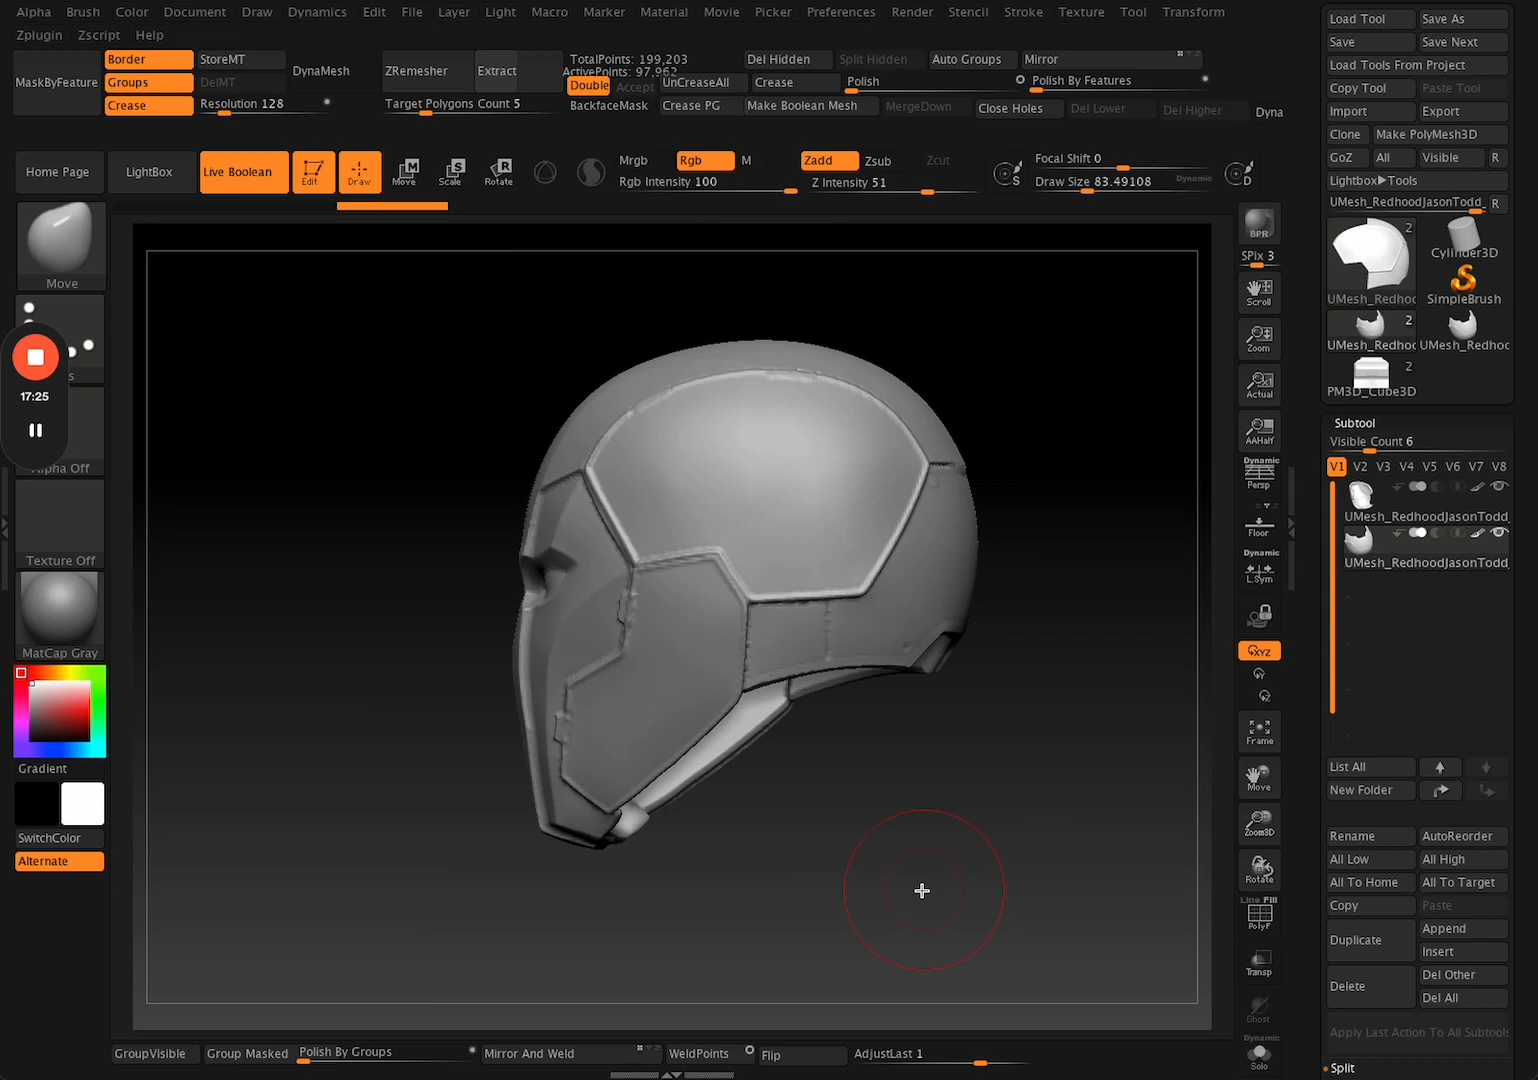 Alpha Brush Color Document Draw Dynamics Edit File Layer Light Macro Marker Material Movie Picker Preferences Render Stencil Stroke Texture Tool Transform
Zplugin Zscript Help
MaskByFeature
Border
Groups
Crease
StoreMT
DelMT
Resolution 128
DynaMesh
ZRemesher
Extract
Target Polygons Count 5
TotalPoints: 199,203
ActivePoints: 97,962
Double
Accept
BackfaceMask
UnCreaseAll
Crease PG
Del Hidden
Split Hidden
Auto Groups
Mirror
Crease
Polish
Polish By Features
Make Boolean Mesh
MergeDown
Close Holes
Del Lower
Del Higher
Dyna
Home Page
LightBox
Live Boolean
Edit
Draw
M
Move
S
Scale
R
Rotate
Mrgb
Rgb
M
Rgb Intensity 100
Zadd
Zsub
Zcut
Z Intensity 51
S
Focal Shift 0
Draw Size 83.49108
Dynamic
D
Move
s
17:25
Alpha Off
Texture Off
MatCap Gray
Gradient
SwitchColor
Alternate
BPR
SPix 3
Scroll
Zoom
Actual
AAHalf
Dynamic
Persp
Floor
Dynamic
L.Sym
XYZ
Frame
Move
Zoom3D
Rotate
Line Fill
PolyF
Transp
Ghost
Dynamic
Solo
Load Tool
Save As
Save
Save Next
Load Tools From Project
Copy Tool
Paste Tool
Import
Export
Clone
Make PolyMesh3D
GoZ
All
Visible
R
Lightbox▶Tools
UMesh_RedhoodJasonTodd_
R
2
UMesh_Redhoo
Cylinder3D
SimpleBrush
2
UMesh_Redhoo
UMesh_Redhoo
2
PM3D_Cube3D
Subtool
Visible Count 6
V1 V2 V3 V4 V5 V6 V7 V8
UMesh_RedhoodJasonTodd_
UMesh_RedhoodJasonTodd_
List All
New Folder
Rename
AutoReorder
All Low
All High
All To Home
All To Target
Copy
Paste
Duplicate
Append
Insert
Delete
Del Other
Del All
Apply Last Action To All Subtools
Split
GroupVisible
Group Masked
Polish By Groups
Mirror And Weld
WeldPoints
Flip
AdjustLast 1